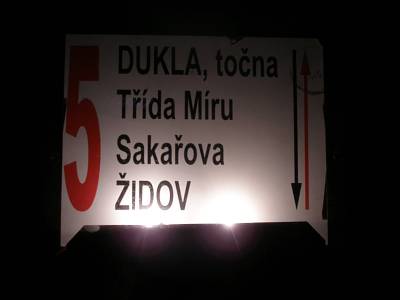 5
DUKLA, točna
Třída Míru
Sakařova
ŽIDOV